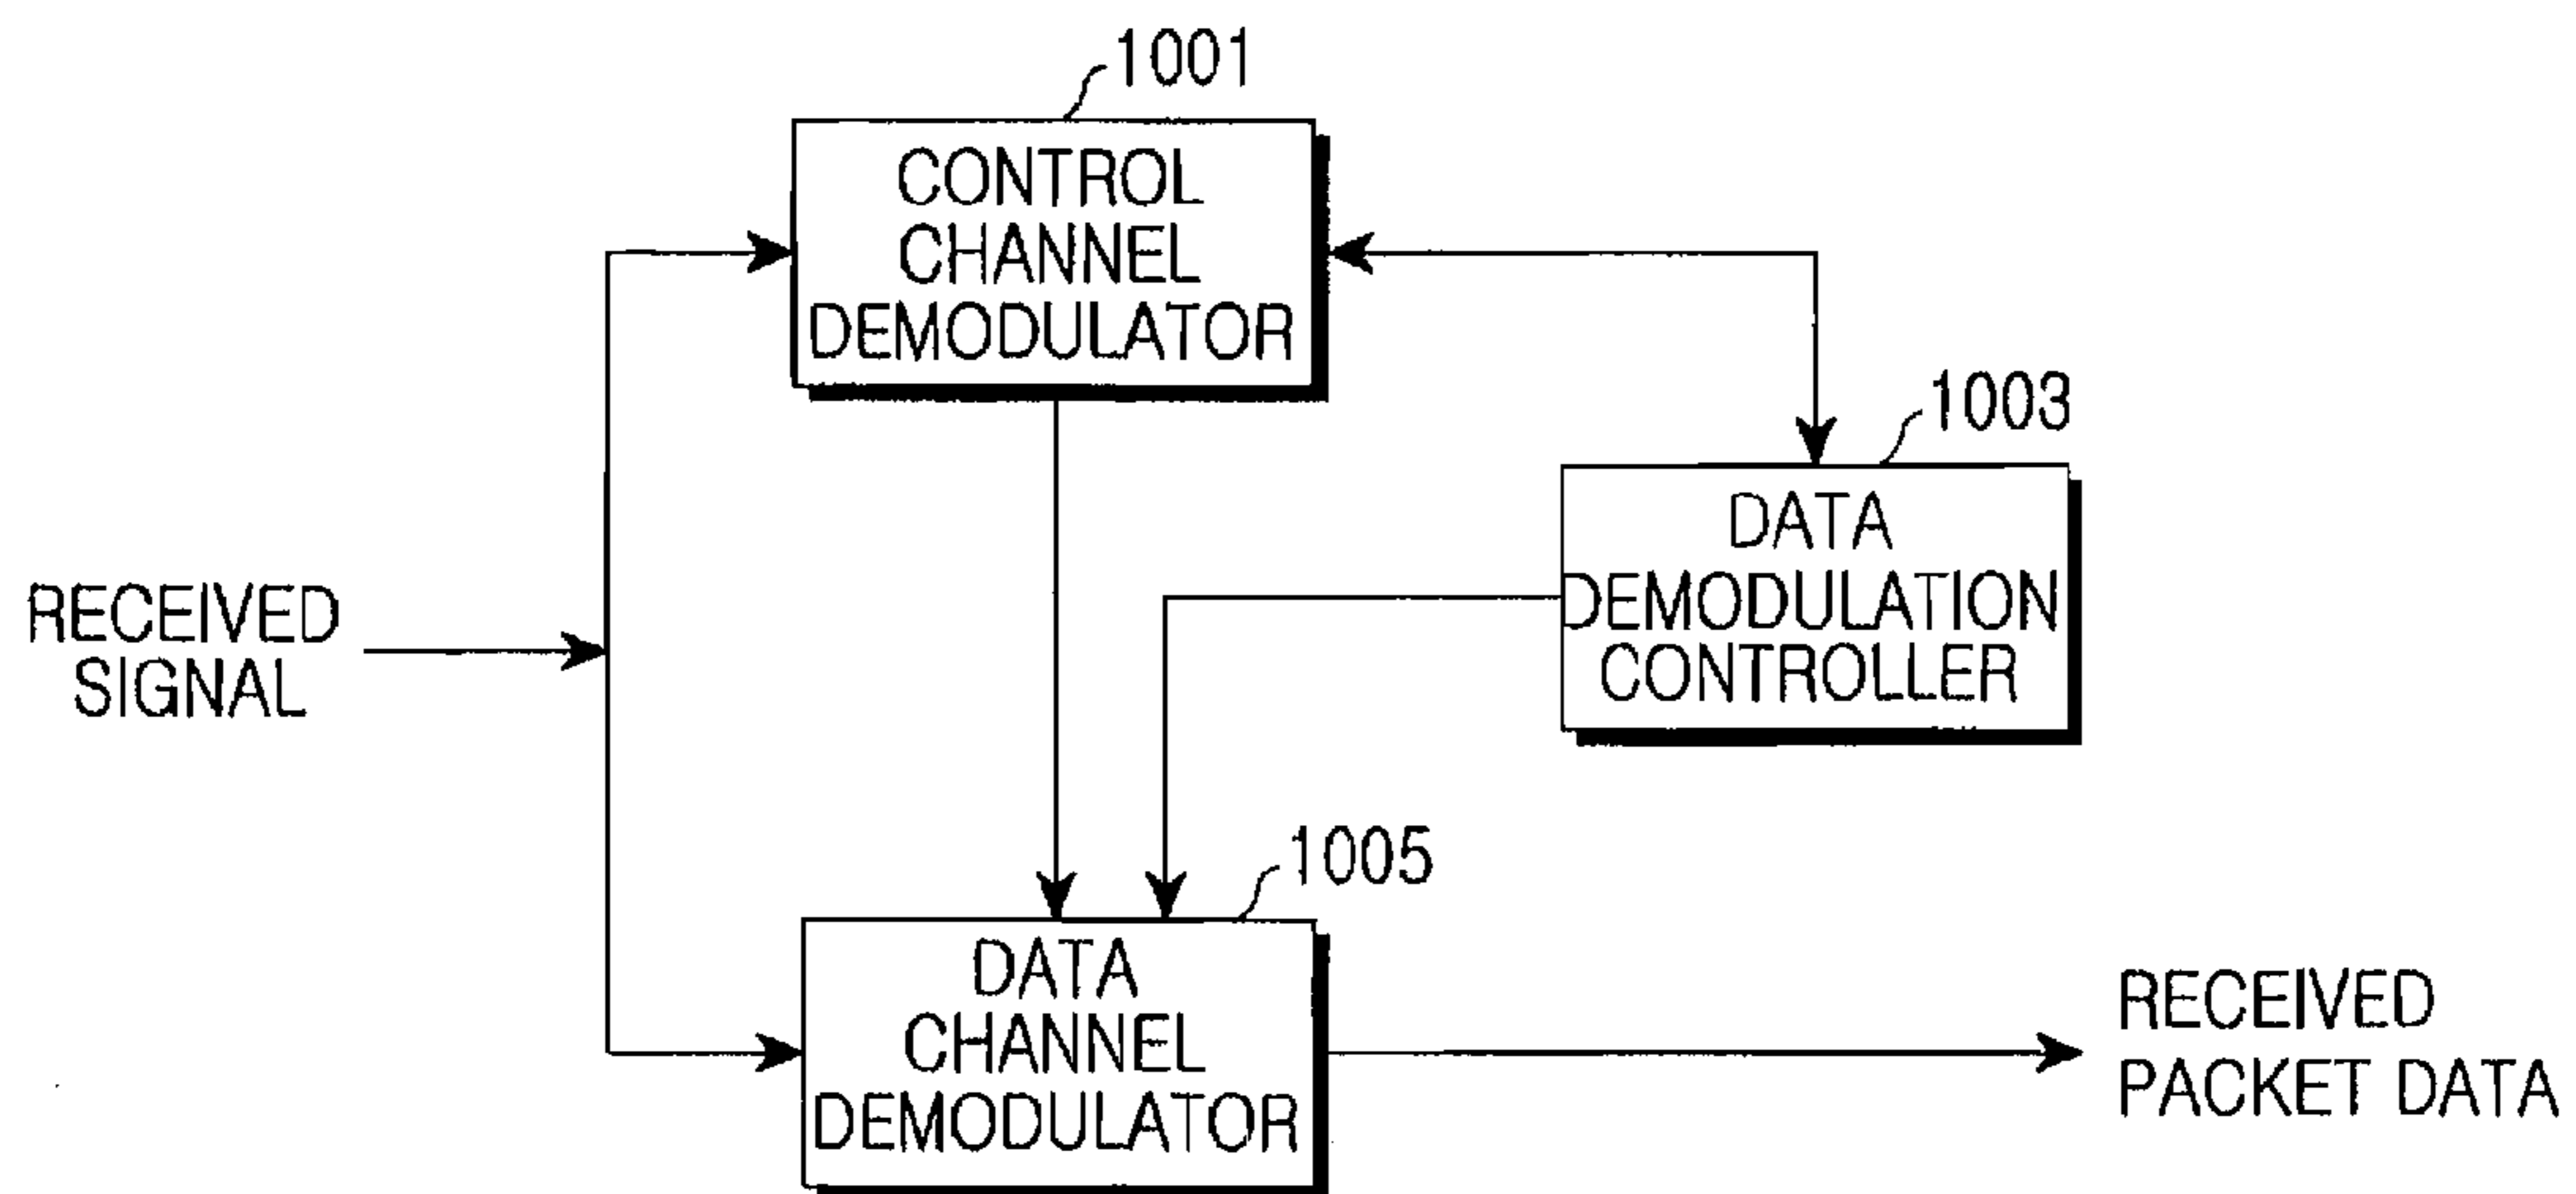 1001
CONTROL
CHANNEL
DEMODULATOR
1003
DATA
DEMODULATION
CONTROLLER
RECEIVED
SIGNAL
1005
DATA
CHANNEL
DEMODULATOR
RECEIVED
PACKET DATA